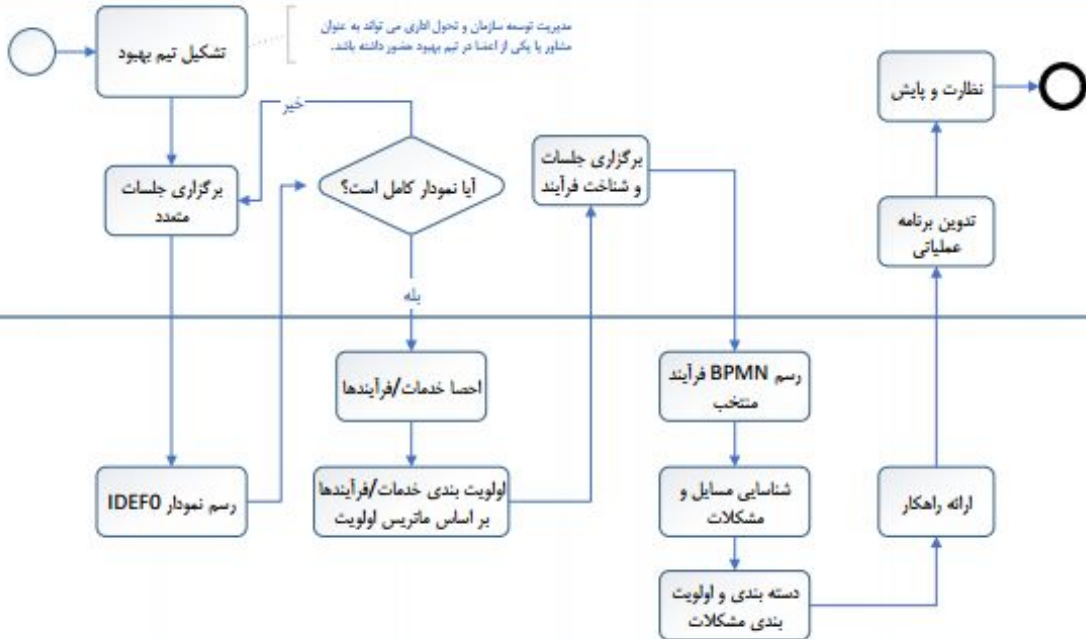 تشکیل تیم بهبود
مدیریت توسعه سازمان و تحول اداری می تواند به عنوان
مشاور یا یکی از اعضا در تیم بهبود حضور داشته باشد.
برگزاری جلسات
متعدد
خیر
آیا نمودار کامل است؟
بله
برگزاری جلسات
و شناخت فرآیند
نظارت و پایش
تدوین برنامه
عملیاتی
رسم نمودار IDEF0
احصا خدمات/فرآیندها
اولویت بندی خدمات/فرآیندها
بر اساس ماتریس اولویت
رسم BPMN فرآیند
منتخب
شناسایی مسایل و
مشکلات
دسته بندی و اولویت
بندی مشکلات
ارائه راهکار